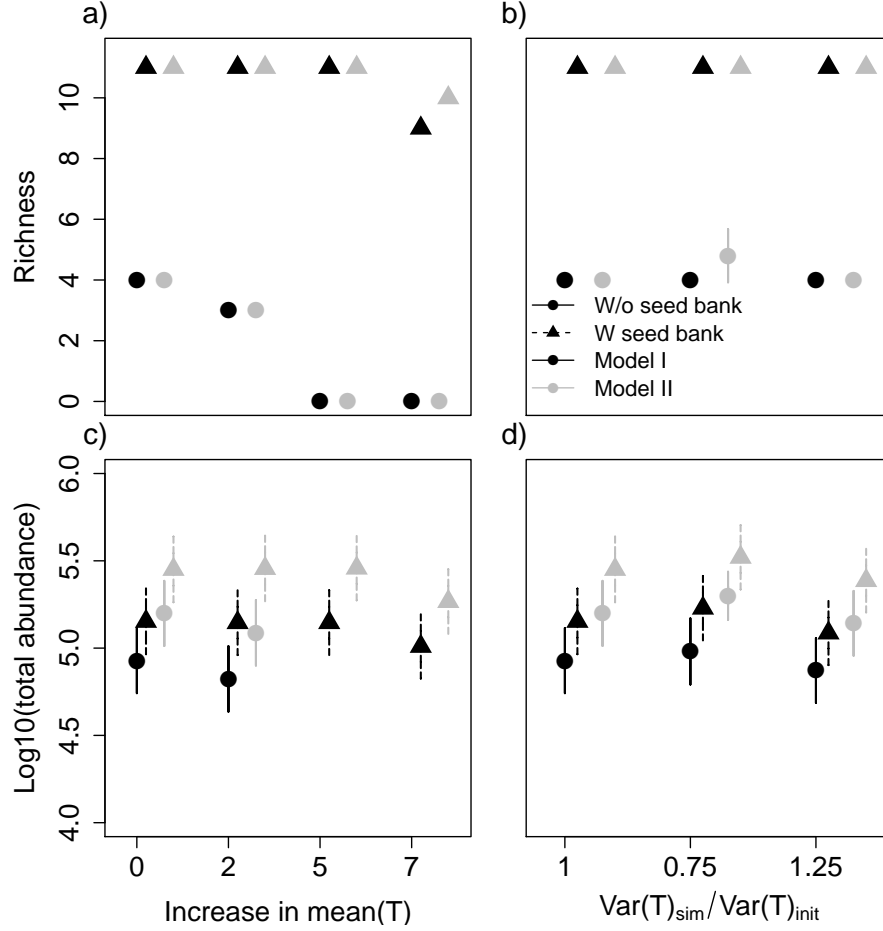 a)
b)
Richness
10
8
6
4
2
0
W/o seed bank
W seed bank
Model I
Model II
c)
d)
Log10(total abundance)
6.0
5.5
5.0
4.5
4.0
0 2 5 7
1 0.75 1.25
Increase in mean(T)
Var(T)sim/Var(T)init